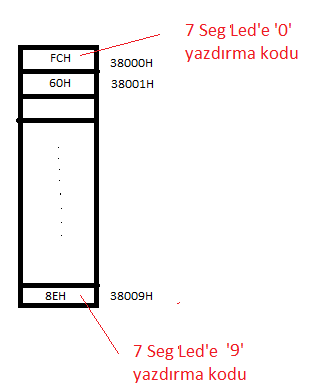 7 Seg Led'e '0'
yazdırma kodu
FCH
38000H
60H
38001H
8EH
38009H
7 Seg Led'e '9'
yazdırma kodu